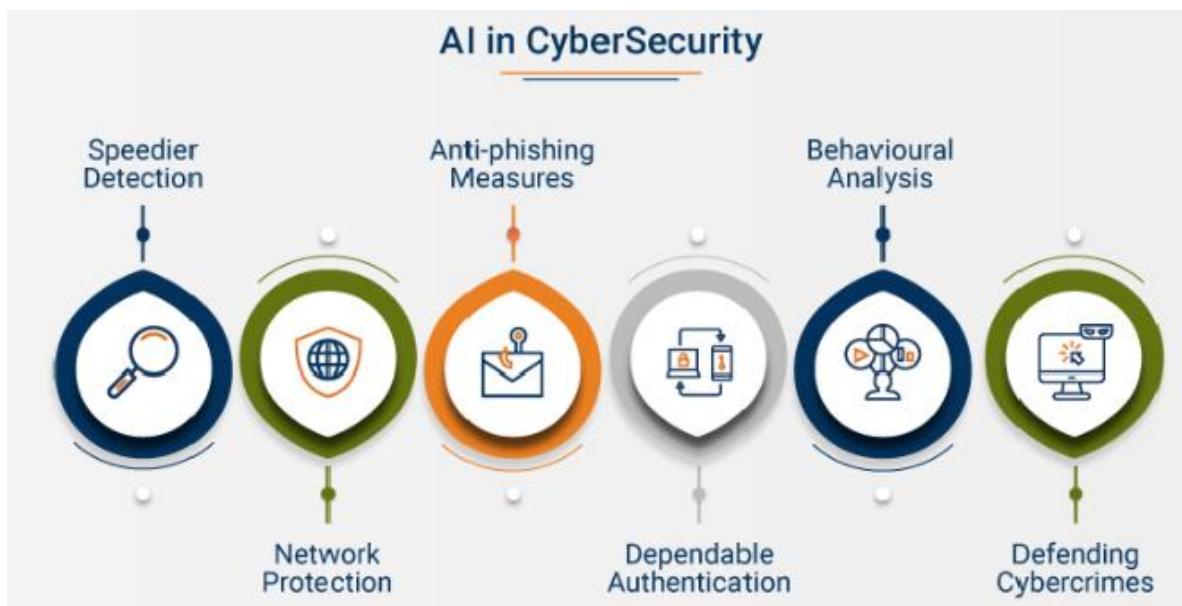 AI in CyberSecurity
Speedier
Detection
Network
Protection
Anti-phishing
Measures
Dependable
Authentication
Behavioural
Analysis
Defending
Cybercrimes